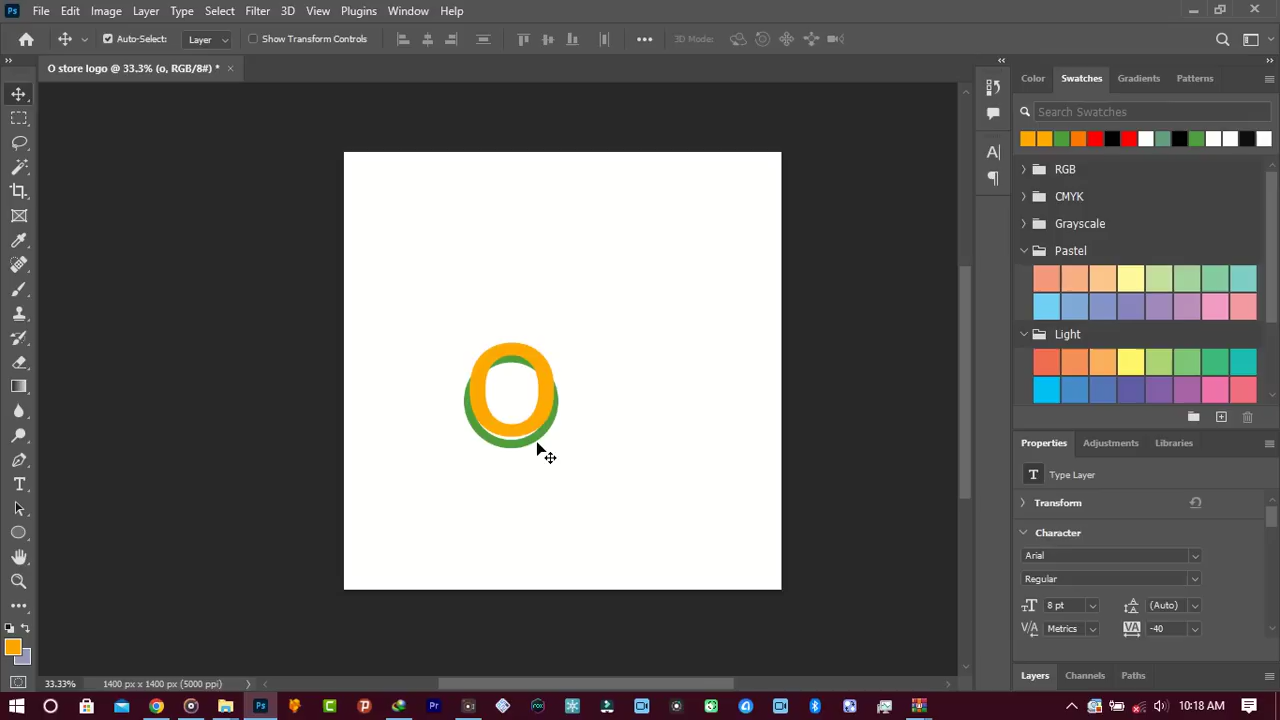 Ps File Edit Image Layer Type Select Filter 3D View Plugins Window Help
Auto-Select: Layer Show Transform Controls ••• 3D Mode:
O store logo @ 33.3% (o, RGB/8#) * ×
Color Swatches Gradients Patterns
Search Swatches
RGB
CMYK
Grayscale
Pastel
Light
o
Properties Adjustments Libraries
T Type Layer
Transform
Character
Arial
Regular
8 pt (Auto)
Metrics -40
33.33% 1400 px x 1400 px (5000 ppi)
Layers Channels Paths
Ps Pr 10:18 AM